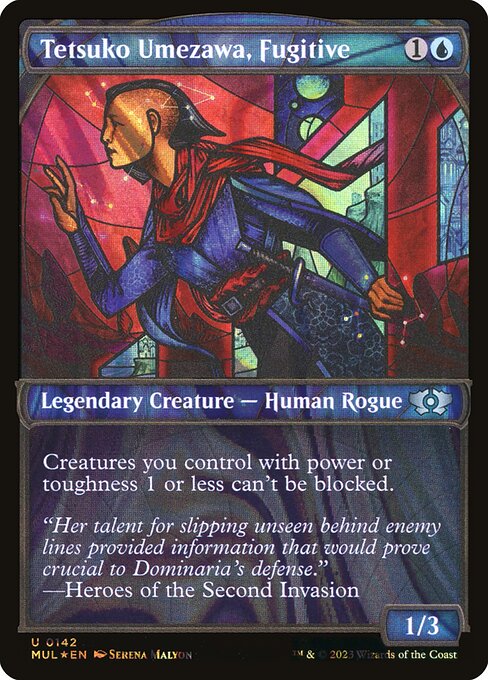 Tetsuko Umezawa, Fugitive 1
Legendary Creature — Human Rogue
Creatures you control with power or
toughness 1 or less can't be blocked.
“Her talent for slipping unseen behind enemy
lines provided information that would prove
crucial to Dominaria's defense.”
—Heroes of the Second Invasion
1/3
U 0142
MUL★EN Serena Malyon
™ & © 2023 Wizards of the Coast